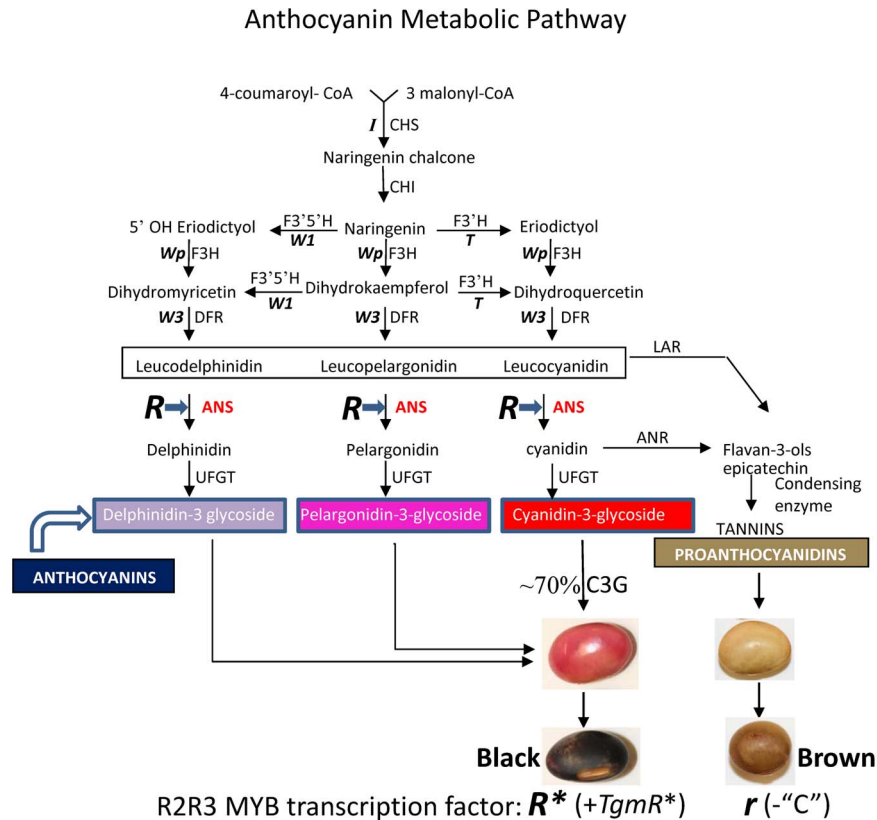 Anthocyanin Metabolic Pathway
4-coumaroyl- CoA 3 malonyl-CoA
I CHS
Naringenin chalcone
CHI
5’ OH Eriodictyol F3’5’H W1 Naringenin F3’H T Eriodictyol
Wp F3H Wp F3H Wp F3H
Dihydromyricetin F3’5’H W1 Dihydrokaempferol F3’H T Dihydroquercetin
W3 DFR W3 DFR W3 DFR
Leucodelphinidin Leucopelargonidin Leucocyanidin LAR
R ANS R ANS R ANS
Delphinidin Pelargonidin cyanidin ANR Flavan-3-ols
epicatechin
UFGT UFGT UFGT Condensing
enzyme
Delphinidin-3 glycoside Pelargonidin-3-glycoside Cyanidin-3-glycoside TANNINS
PROANTHOCYANIDINS
ANTHOCYANINS
~70% C3G
Black Brown
R2R3 MYB transcription factor: R* (+TgmR*) r (-“C”)